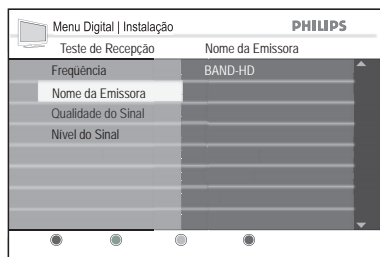 Menu Digital | Instalação PHILIPS
Teste de Recepção Nome da Emissora
Freqüência BAND-HD
Nome da Emissora
Qualidade do Sinal
Nível do Sinal